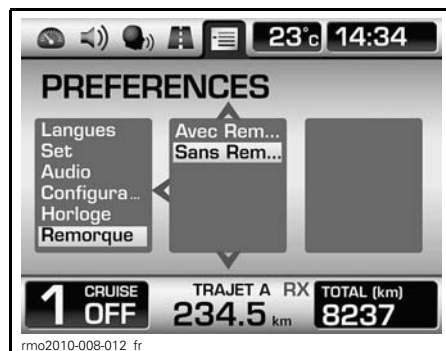 23°c 14:34
PREFERENCES
Langues
Set
Audio
Configura...
Horloge
Remorque
Avec Rem...
Sans Rem...
1 CRUISE OFF
TRAJET A RX
234.5 km
TOTAL (km)
8237
rmo2010-008-012_fr